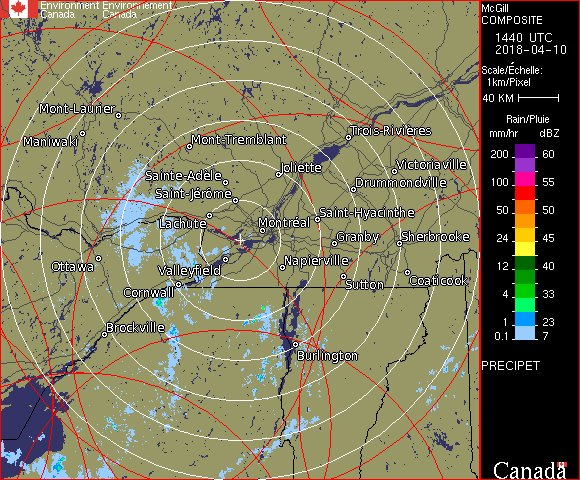 Environment Environnement
Canada Canada
McGill
COMPOSITE
1440 UTC
2018-04-10
Scale/Échelle:
1km/Pixel
40 KM
Rain/Pluie
mm/hr dBZ
200 60
155 57
100 55
50 50
24 45
12 40
4 33
1 23
0.1 7
PRECIPET
Canada
Mont-Laurier
Maniwaki
Mont-Tremblant
Trois-Rivières
Joliette
Victoriaville
Sainte-Adèle
Drummondville
Saint-Jérôme
Saint-Hyacinthe
Lachute
Montréal
Granby
Sherbrooke
Ottawa
Valleyfield
Napierville
Sutton
Coaticook
Cornwall
Brockville
Burlington